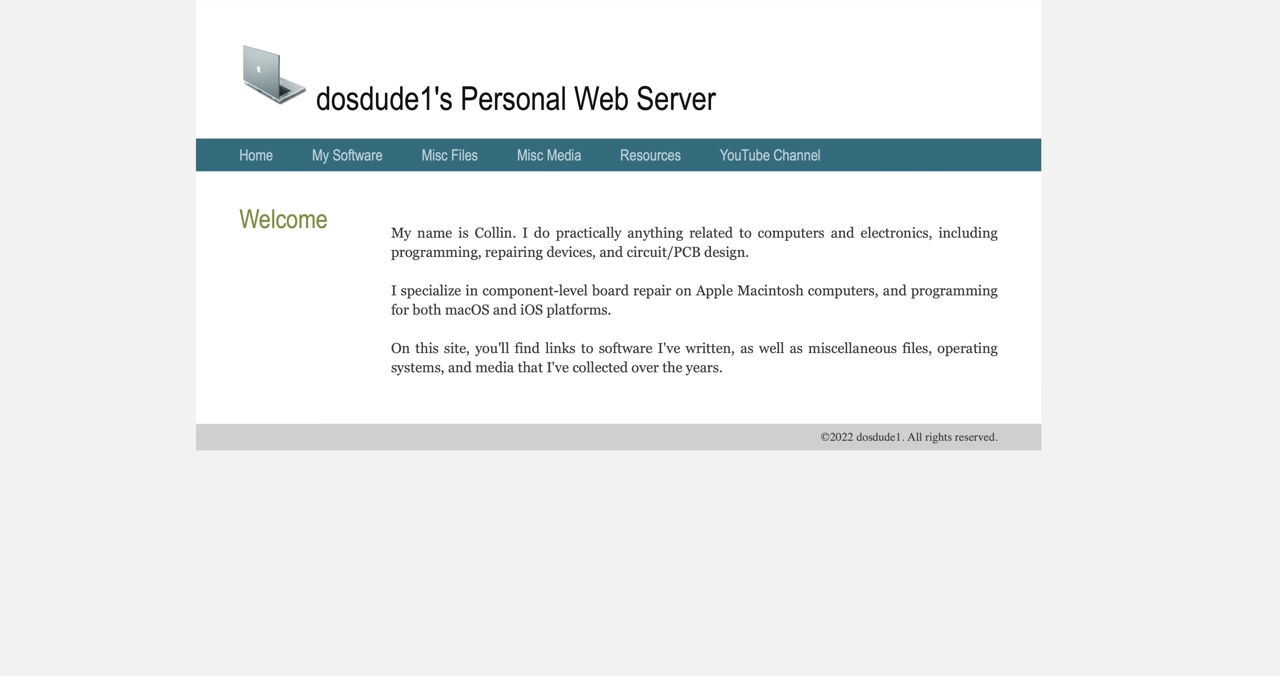 dosdude1's Personal Web Server
Home My Software Misc Files Misc Media Resources YouTube Channel
Welcome
My name is Collin. I do practically anything related to computers and electronics, including
programming, repairing devices, and circuit/PCB design.
I specialize in component-level board repair on Apple Macintosh computers, and programming
for both macOS and iOS platforms.
On this site, you'll find links to software I've written, as well as miscellaneous files, operating
systems, and media that I've collected over the years.
©2022 dosdude1. All rights reserved.